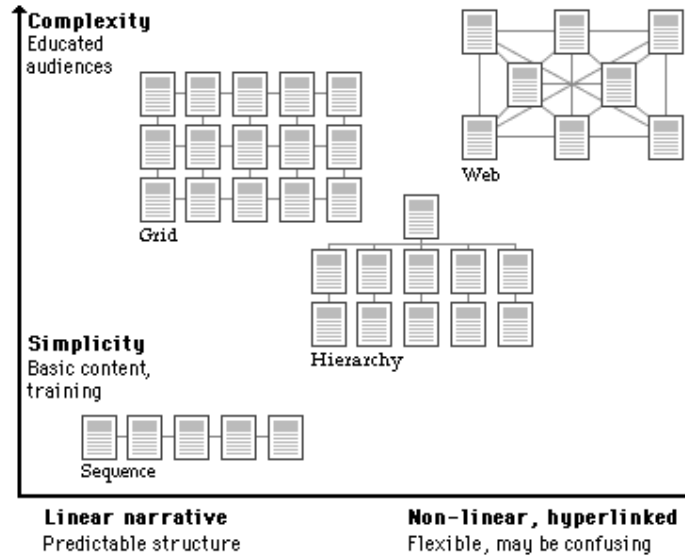 Complexity
Educated
audiences
Web
Grid
Simplicity
Basic content,
training
Hierarchy
Sequence
Linear narrative
Predictable structure
Non-linear, hyperlinked
Flexible, may be confusing